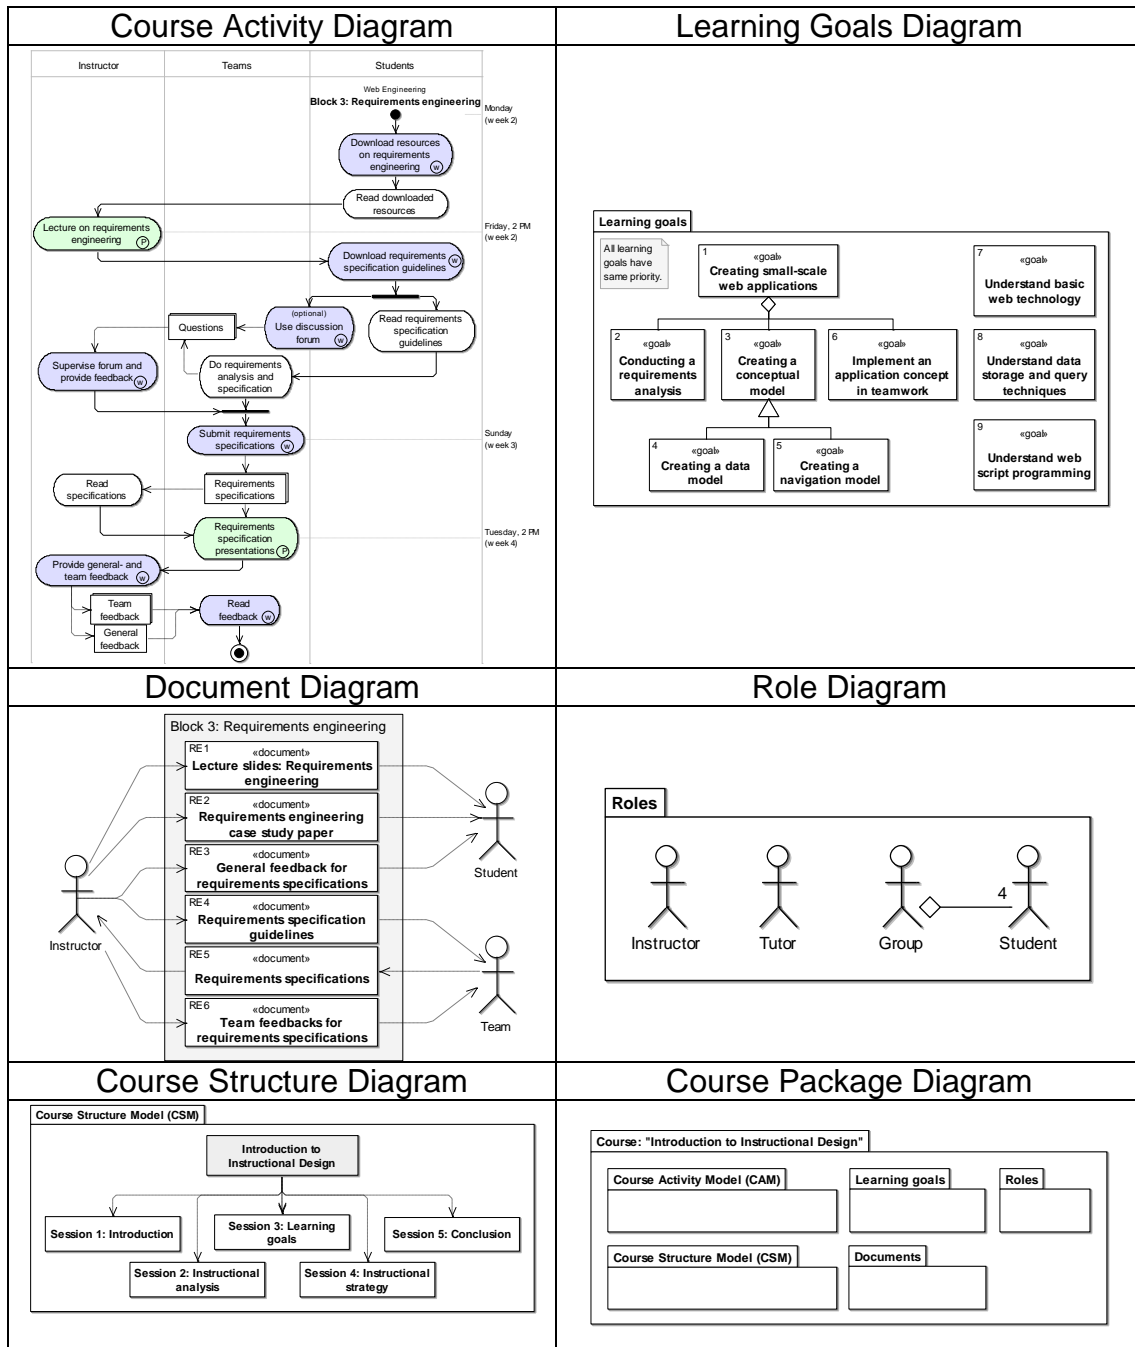 Course Activity Diagram
Learning Goals Diagram
Instructor
Teams
Students
Web Engineering
Block 3: Requirements engineering
Monday
(week 2)
Download resources
on requirements
engineering
W
Read downloaded
resources
Lecture on requirements
engineering
P
Friday, 2 PM
(week 2)
Download requirements
specification guidelines
W
(optional)
Use discussion
forum
W
Questions
Read requirements
specification
guidelines
Supervise forum and
provide feedback
W
Do requirements
analysis and
specification
Submit requirements
specifications
W
Sunday
(week 3)
Read
specifications
Requirements
specifications
Requirements
specification
presentations
P
Tuesday, 2 PM
(week 4)
Provide general- and
team feedback
W
Team
feedback
General
feedback
Read
feedback
W
Learning goals
All learning
goals have
same priority.
1
«goal»
Creating small-scale
web applications
2
«goal»
Conducting a
requirements
analysis
3
«goal»
Creating a
conceptual
model
6
«goal»
Implement an
application concept
in teamwork
4
«goal»
Creating a data
model
5
«goal»
Creating a
navigation model
7
«goal»
Understand basic
web technology
8
«goal»
Understand data
storage and query
techniques
9
«goal»
Understand web
script programming
Document Diagram
Role Diagram
Block 3: Requirements engineering
RE1
«document»
Lecture slides: Requirements
engineering
RE2
«document»
Requirements engineering
case study paper
RE3
«document»
General feedback for
requirements specifications
RE4
«document»
Requirements specification
guidelines
RE5
«document»
Requirements specifications
RE6
«document»
Team feedbacks for
requirements specifications
Instructor
Student
Team
Roles
Instructor
Tutor
Group
4
Student
Course Structure Diagram
Course Package Diagram
Course Structure Model (CSM)
Introduction to
Instructional Design
Session 1: Introduction
Session 3: Learning
goals
Session 5: Conclusion
Session 2: Instructional
analysis
Session 4: Instructional
strategy
Course: "Introduction to Instructional Design"
Course Activity Model (CAM)
Learning goals
Roles
Course Structure Model (CSM)
Documents